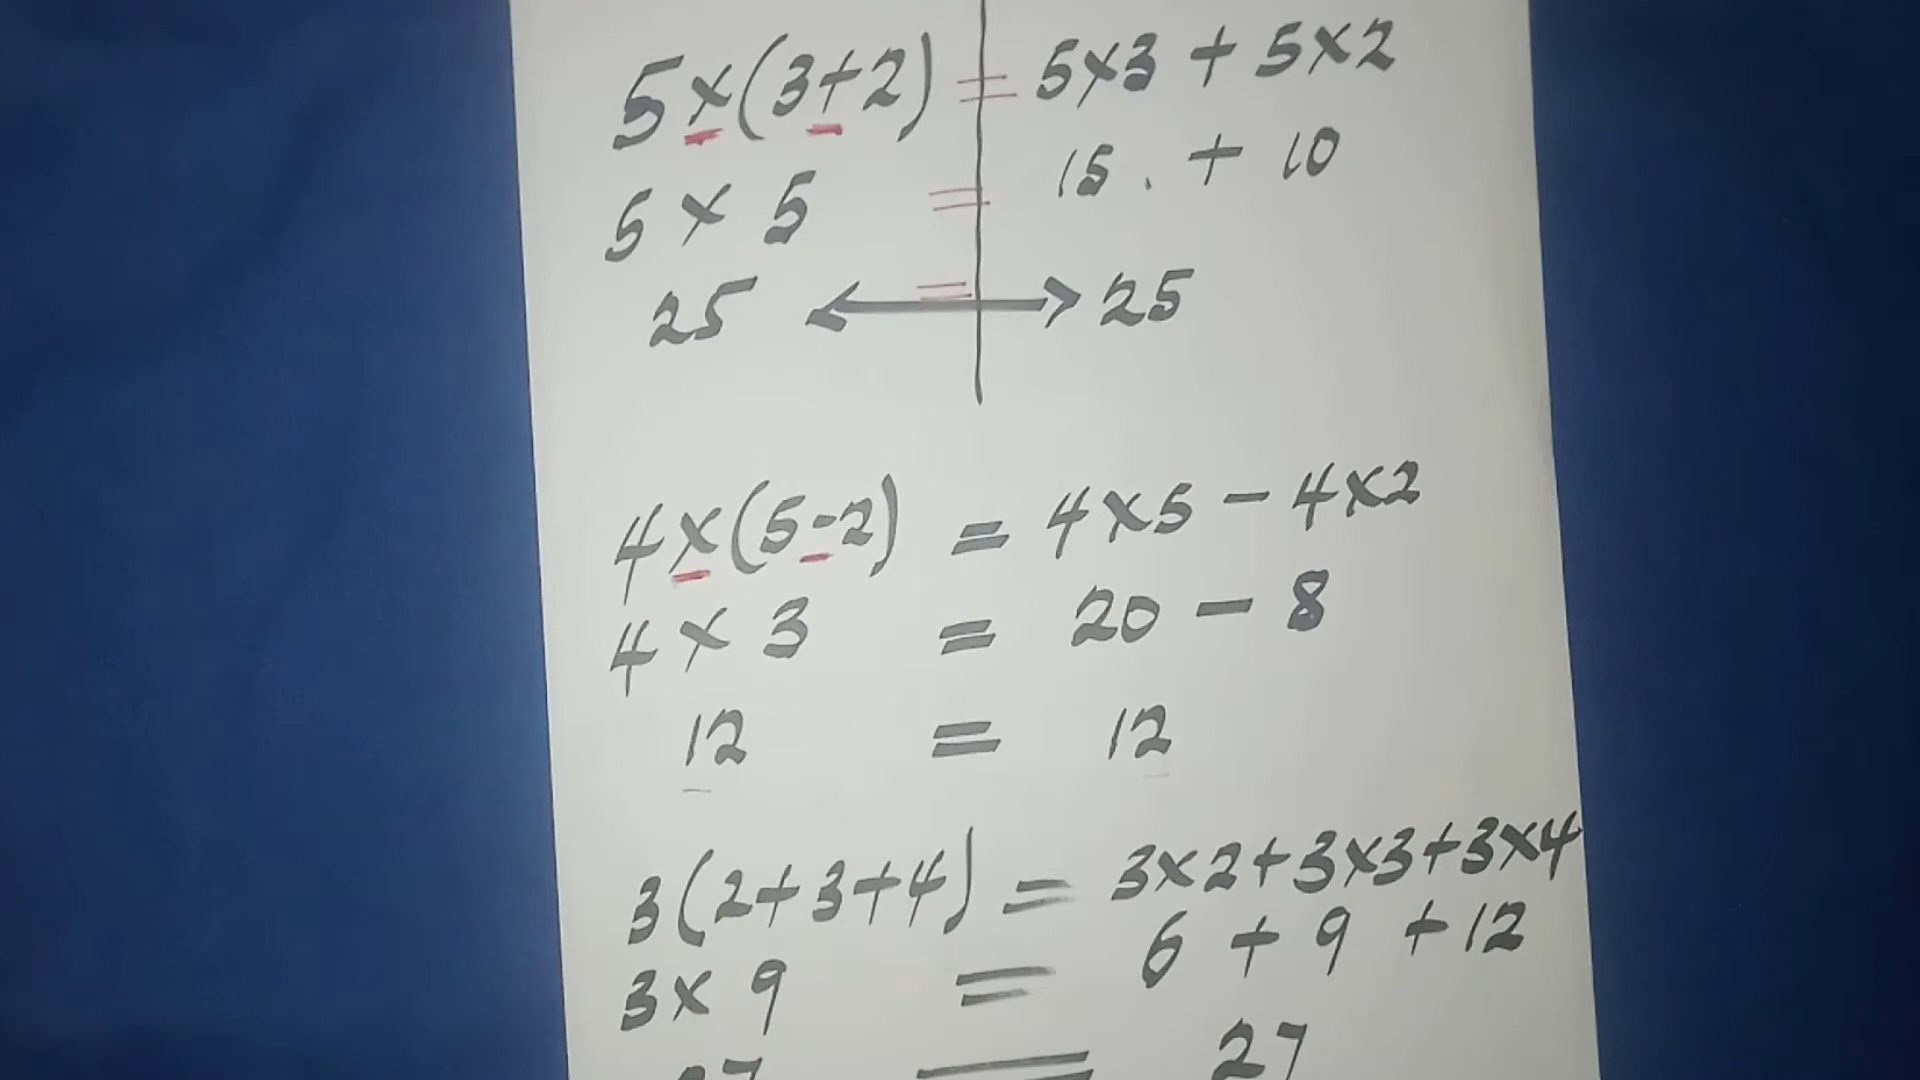 5×(3+2) = 5×3 + 5×2
5 × 5 = 15 . + 10
25 = 25
4×(5-2) = 4×5 - 4×2
4 × 3 = 20 - 8
12 = 12
3(2+3+4) = 3×2+3×3+3×4
3× 9 = 6 + 9 +12
27 = 27